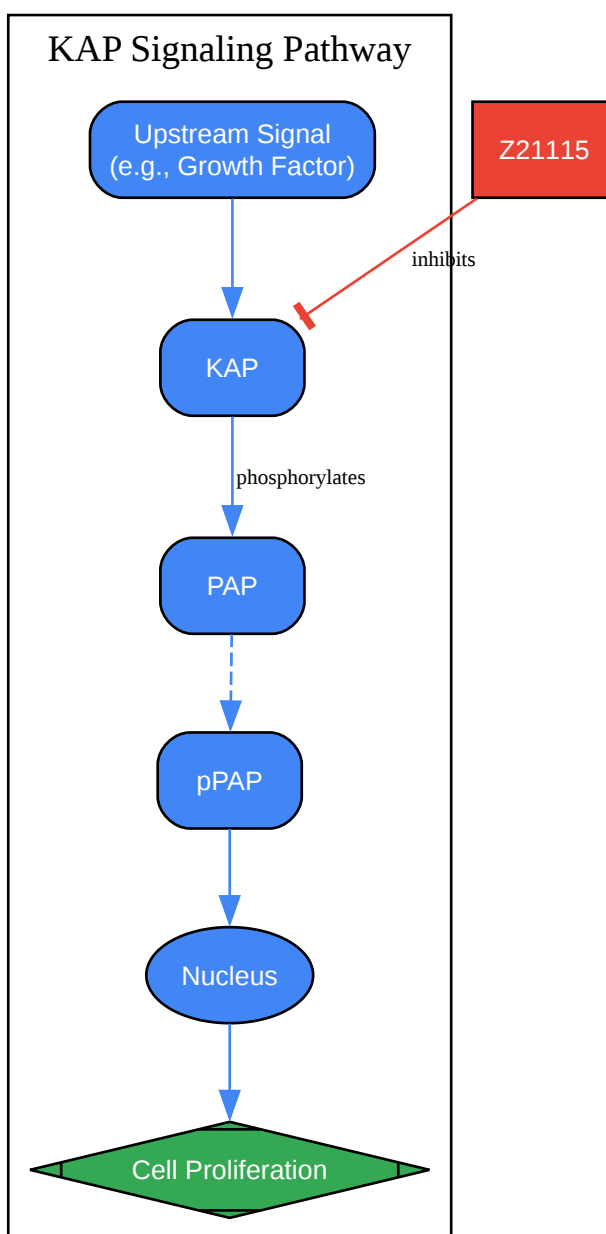 KAP Signaling Pathway
Upstream Signal
(e.g., Growth Factor)
Z21115
inhibits
KAP
phosphorylates
PAP
pPAP
Nucleus
Cell Proliferation